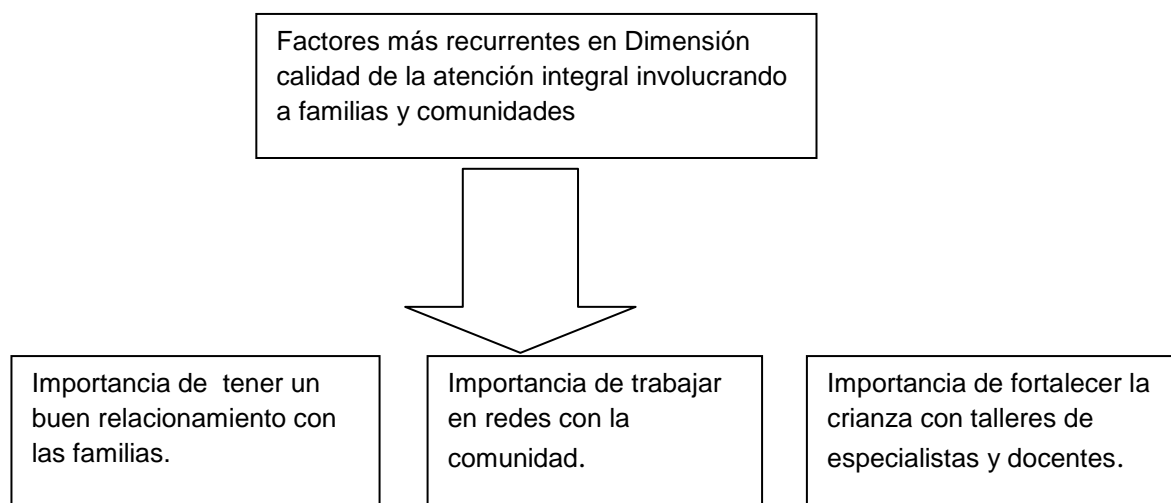 Factores más recurrentes en Dimensión
calidad de la atención integral involucrando
a familias y comunidades
Importancia de  tener un
buen relacionamiento con
las familias.
Importancia de trabajar
en redes con la
comunidad.
Importancia de fortalecer la
crianza con talleres de
especialistas y docentes.